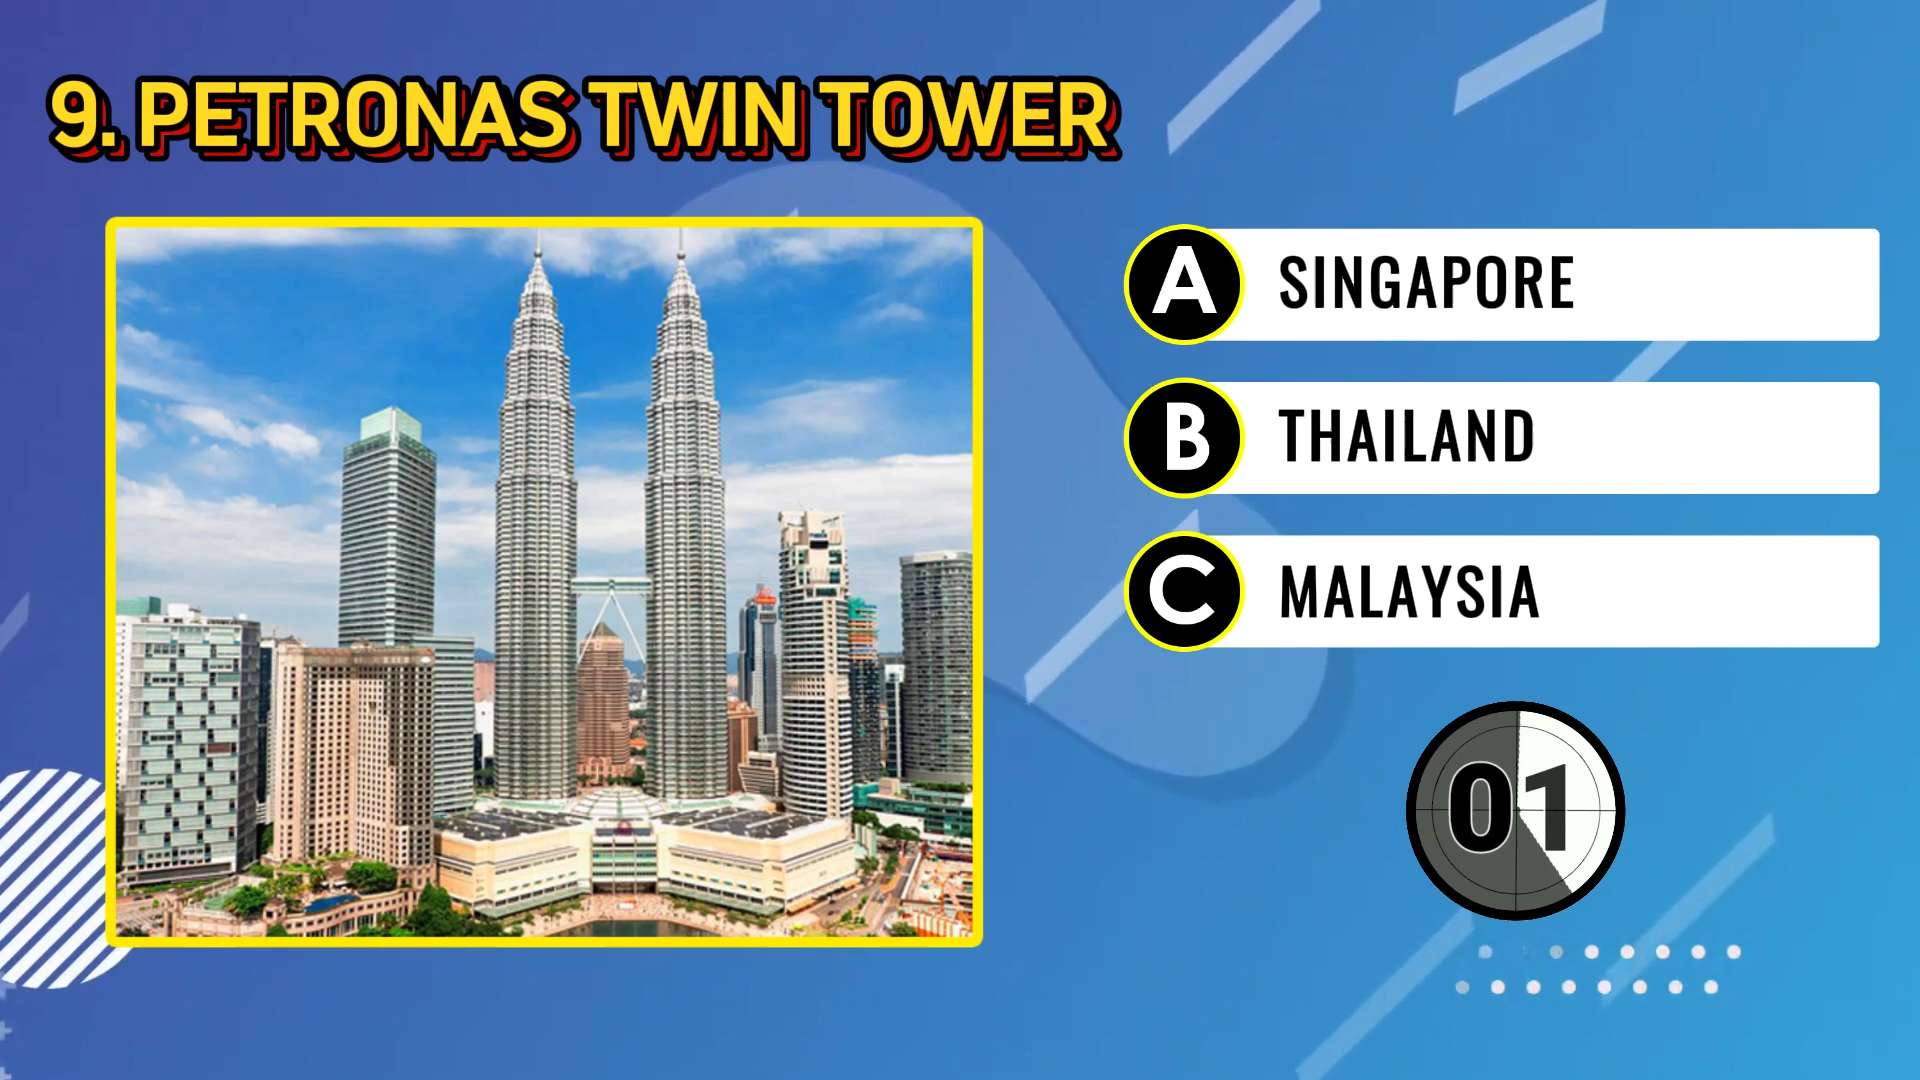 9. PETRONAS TWIN TOWER
A SINGAPORE
B THAILAND
C MALAYSIA
01